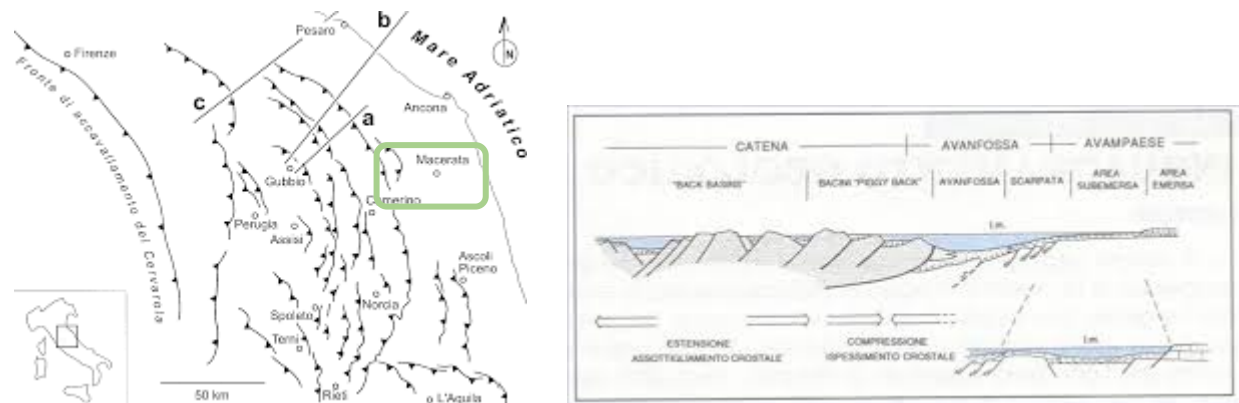 b
Pesaro
Mare Adriatico
N
Firenze
Fronte di accavallamento del Cervarola
c
Ancona
a
Macerata
Gubbio
Camerino
Perugia
Assisi
Ascoli
Piceno
Norcia
Spoleto
Terni
50 km
Rieti
L'Aquila
CATENA
AVANFOSSA
AVAMPAESE
"BACK BASINS"
BACINI "PIGGY BACK"
AVANFOSSA
SCARPATA
AREA
SUBEMERSA
AREA
EMERSA
l.m.
ESTENSIONE
ASSOTTIGLIAMENTO CROSTALE
COMPRESSIONE
ISPESSIMENTO CROSTALE
l.m.